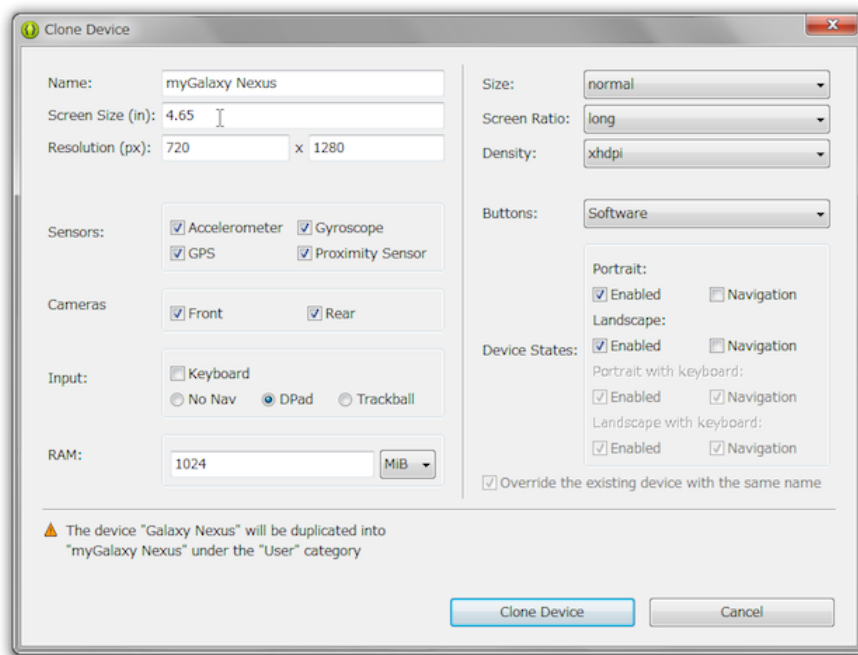 Clone Device
Name: myGalaxy Nexus
Screen Size (in): 4.65
Resolution (px): 720 x 1280
Sensors:
Accelerometer Gyroscope
GPS Proximity Sensor
Cameras
Front Rear
Input:
Keyboard
No Nav DPad Trackball
RAM:
1024 MiB
Size: normal
Screen Ratio: long
Density: xhdpi
Buttons: Software
Device States:
Portrait:
Enabled Navigation
Landscape:
Enabled Navigation
Portrait with keyboard:
Enabled Navigation
Landscape with keyboard:
Enabled Navigation
Override the existing device with the same name
The device "Galaxy Nexus" will be duplicated into
"myGalaxy Nexus" under the "User" category
Clone Device Cancel